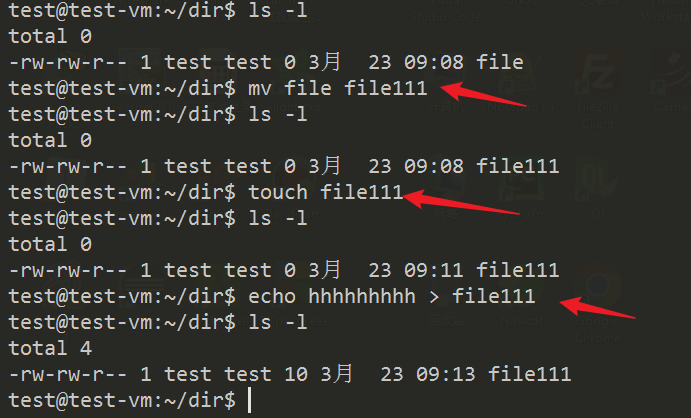 test@test-vm:~/dir$ ls -l
total 0
-rw-rw-r-- 1 test test 0 3月  23 09:08 file
test@test-vm:~/dir$ mv file file111
test@test-vm:~/dir$ ls -l
total 0
-rw-rw-r-- 1 test test 0 3月  23 09:08 file111
test@test-vm:~/dir$ touch file111
test@test-vm:~/dir$ ls -l
total 0
-rw-rw-r-- 1 test test 0 3月  23 09:11 file111
test@test-vm:~/dir$ echo hhhhhhhhh > file111
test@test-vm:~/dir$ ls -l
total 4
-rw-rw-r-- 1 test test 10 3月  23 09:13 file111
test@test-vm:~/dir$